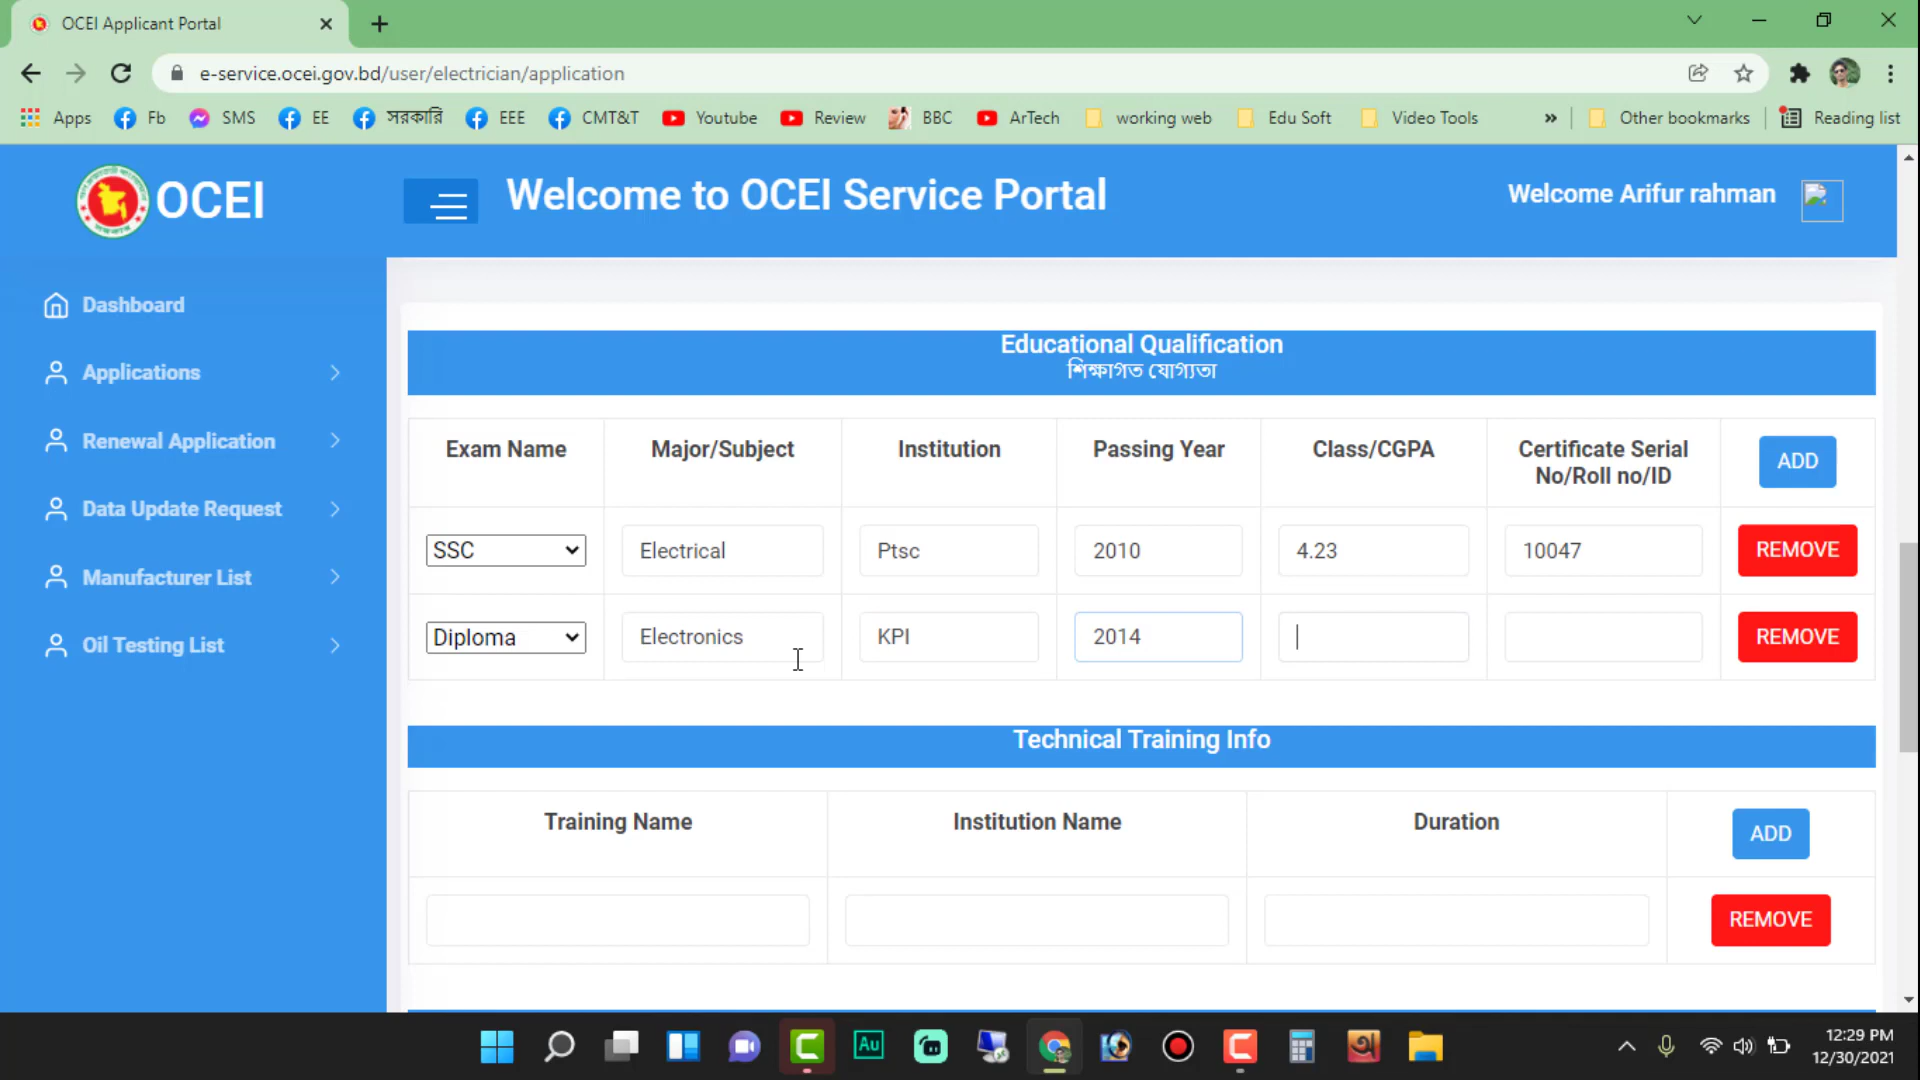 OCEI Applicant Portal
e-service.ocei.gov.bd/user/electrician/application
Apps Fb SMS EE সরকারি EEE CMT&T Youtube Review BBC ArTech working web Edu Soft Video Tools » Other bookmarks Reading list
OCEI
Welcome to OCEI Service Portal
Welcome Arifur rahman
Dashboard
Applications
Renewal Application
Data Update Request
Manufacturer List
Oil Testing List
Educational Qualification
শিক্ষাগত যোগ্যতা
Exam Name Major/Subject Institution Passing Year Class/CGPA Certificate Serial No/Roll no/ID ADD
SSC Electrical Ptsc 2010 4.23 10047 REMOVE
Diploma Electronics KPI 2014 REMOVE
Technical Training Info
Training Name Institution Name Duration ADD
REMOVE
Au
অ
12:29 PM
12/30/2021